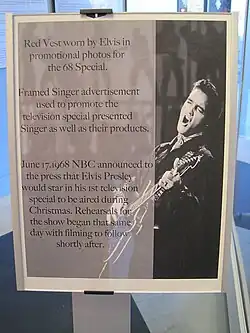 Red Vest worn by Elvis in
promotional photos for
the 68 Special.
Framed Singer advertisement
used to promote the
television special presented
Singer as well as their products.
June 17,1968 NBC announced to
the press that Elvis Presley
would star in his 1st television
special to be aired during
Christmas. Rehearsals for
the show began that same
day with filming to follow
shortly after.